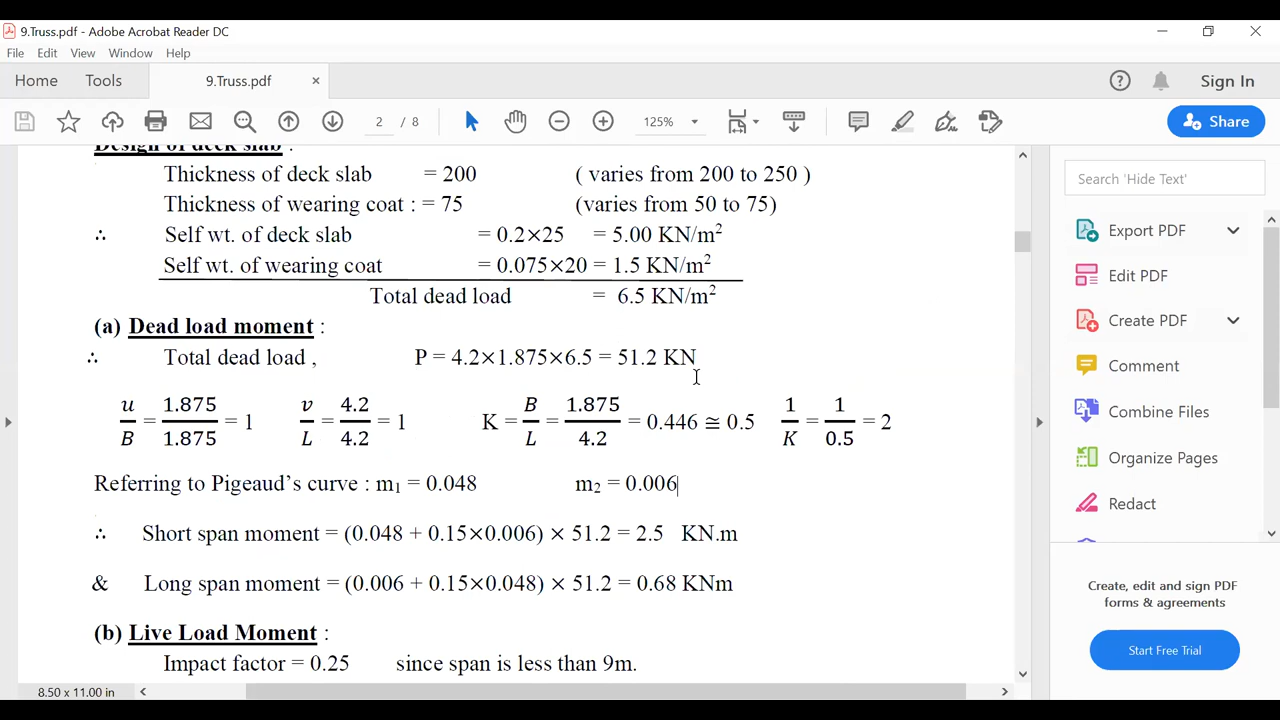 9.Truss.pdf - Adobe Acrobat Reader DC
File Edit View Window Help
Home Tools 9.Truss.pdf × Sign In
2 / 8 125% Share
Design of deck slab :
Thickness of deck slab = 200 ( varies from 200 to 250 )
Thickness of wearing coat : = 75 (varies from 50 to 75)
∴ Self wt. of deck slab = 0.2×25 = 5.00 KN/m²
Self wt. of wearing coat = 0.075×20 = 1.5 KN/m²
Total dead load = 6.5 KN/m²
(a) Dead load moment :
∴ Total dead load , P = 4.2×1.875×6.5 = 51.2 KN
u/B = 1.875/1.875 = 1 v/L = 4.2/4.2 = 1 K = B/L = 1.875/4.2 = 0.446 ≅ 0.5 1/K = 1/0.5 = 2
Referring to Pigeaud’s curve : m₁ = 0.048 m₂ = 0.006
∴ Short span moment = (0.048 + 0.15×0.006) × 51.2 = 2.5 KN.m
& Long span moment = (0.006 + 0.15×0.048) × 51.2 = 0.68 KNm
(b) Live Load Moment :
Impact factor = 0.25 since span is less than 9m.
8.50 x 11.00 in
Search 'Hide Text'
Export PDF
Edit PDF
Create PDF
Comment
Combine Files
Organize Pages
Redact
Create, edit and sign PDF
forms & agreements
Start Free Trial